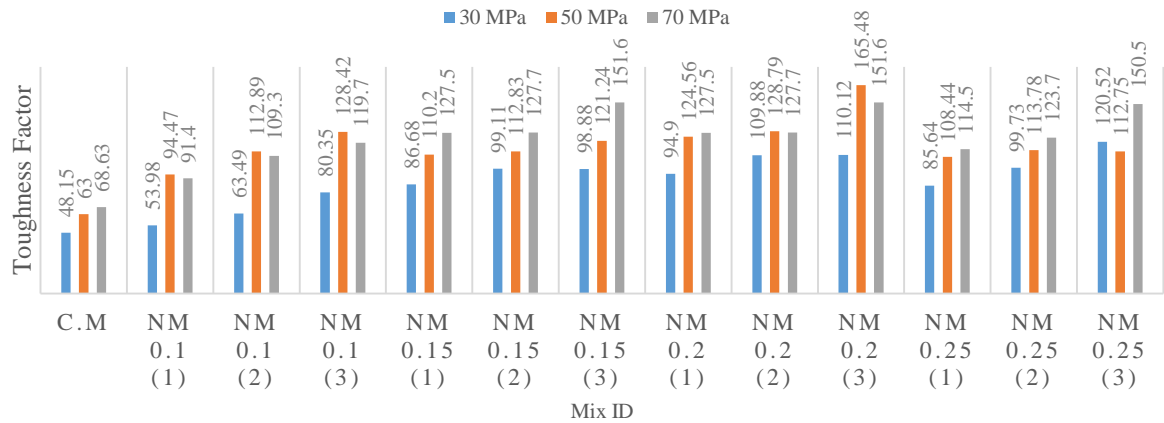 30 MPa 50 MPa 70 MPa
Toughness Factor
48.15 63 68.63
53.98 94.47 91.4
63.49 112.89 109.3
80.35 128.42 119.7
86.68 110.2 127.5
99.11 112.83 127.7
98.88 121.24 151.6
94.9 124.56 127.5
109.88 128.79 127.7
110.12 165.48 151.6
85.64 108.44 114.5
99.73 113.78 123.7
120.52 112.75 150.5
C.M NM NM NM NM NM NM NM NM NM NM NM NM
0.1 0.1 0.1 0.15 0.15 0.15 0.2 0.2 0.2 0.25 0.25 0.25
(1) (2) (3) (1) (2) (3) (1) (2) (3) (1) (2) (3)
Mix ID